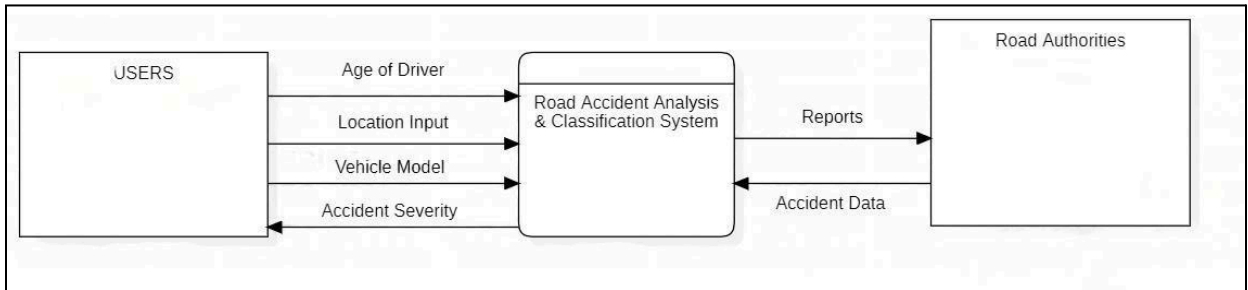 USERS
Age of Driver
Location Input
Vehicle Model
Accident Severity
Road Accident Analysis
& Classification System
Reports
Accident Data
Road Authorities